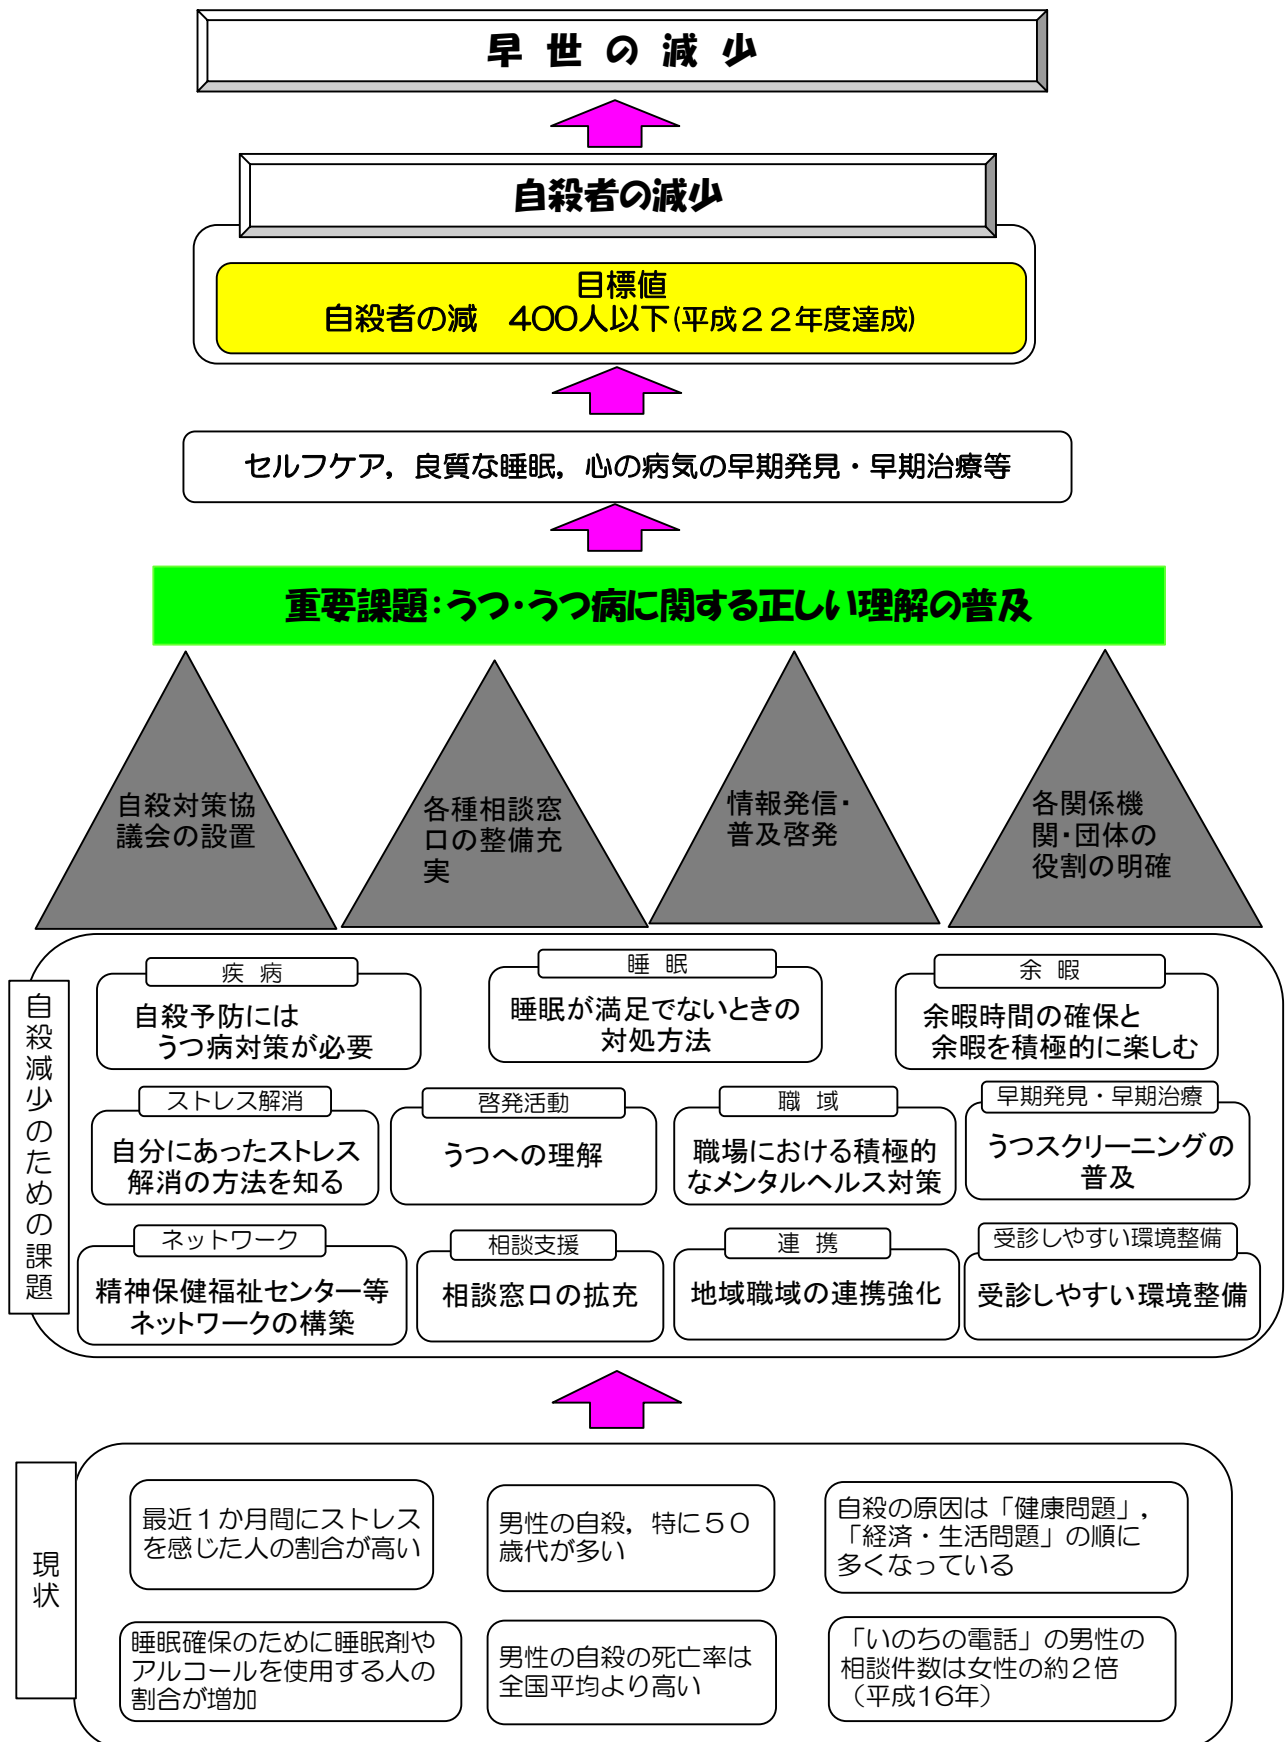 早 世 の 減 少
自殺者の減少
目標値
自殺者の減　400人以下(平成２２年度達成)
セルフケア，良質な睡眠，心の病気の早期発見・早期治療等
重要課題：うつ・うつ病に関する正しい理解の普及
自殺対策協
議会の設置
各種相談窓
口の整備充
実
情報発信・
普及啓発
各関係機
関・団体の
役割の明確
自殺減少のための課題
疾 病
自殺予防には
うつ病対策が必要
睡 眠
睡眠が満足でないときの
対処方法
余 暇
余暇時間の確保と
余暇を積極的に楽しむ
ストレス解消
自分にあったストレス
解消の方法を知る
啓発活動
うつへの理解
職 域
職場における積極的
なメンタルヘルス対策
早期発見・早期治療
うつスクリーニングの
普及
ネットワーク
精神保健福祉センター等
ネットワークの構築
相談支援
相談窓口の拡充
連 携
地域職域の連携強化
受診しやすい環境整備
受診しやすい環境整備
現状
最近１か月間にストレス
を感じた人の割合が高い
男性の自殺，特に５０
歳代が多い
自殺の原因は「健康問題」，
「経済・生活問題」の順に
多くなっている
睡眠確保のために睡眠剤や
アルコールを使用する人の
割合が増加
男性の自殺の死亡率は
全国平均より高い
「いのちの電話」の男性の
相談件数は女性の約２倍
（平成16年）